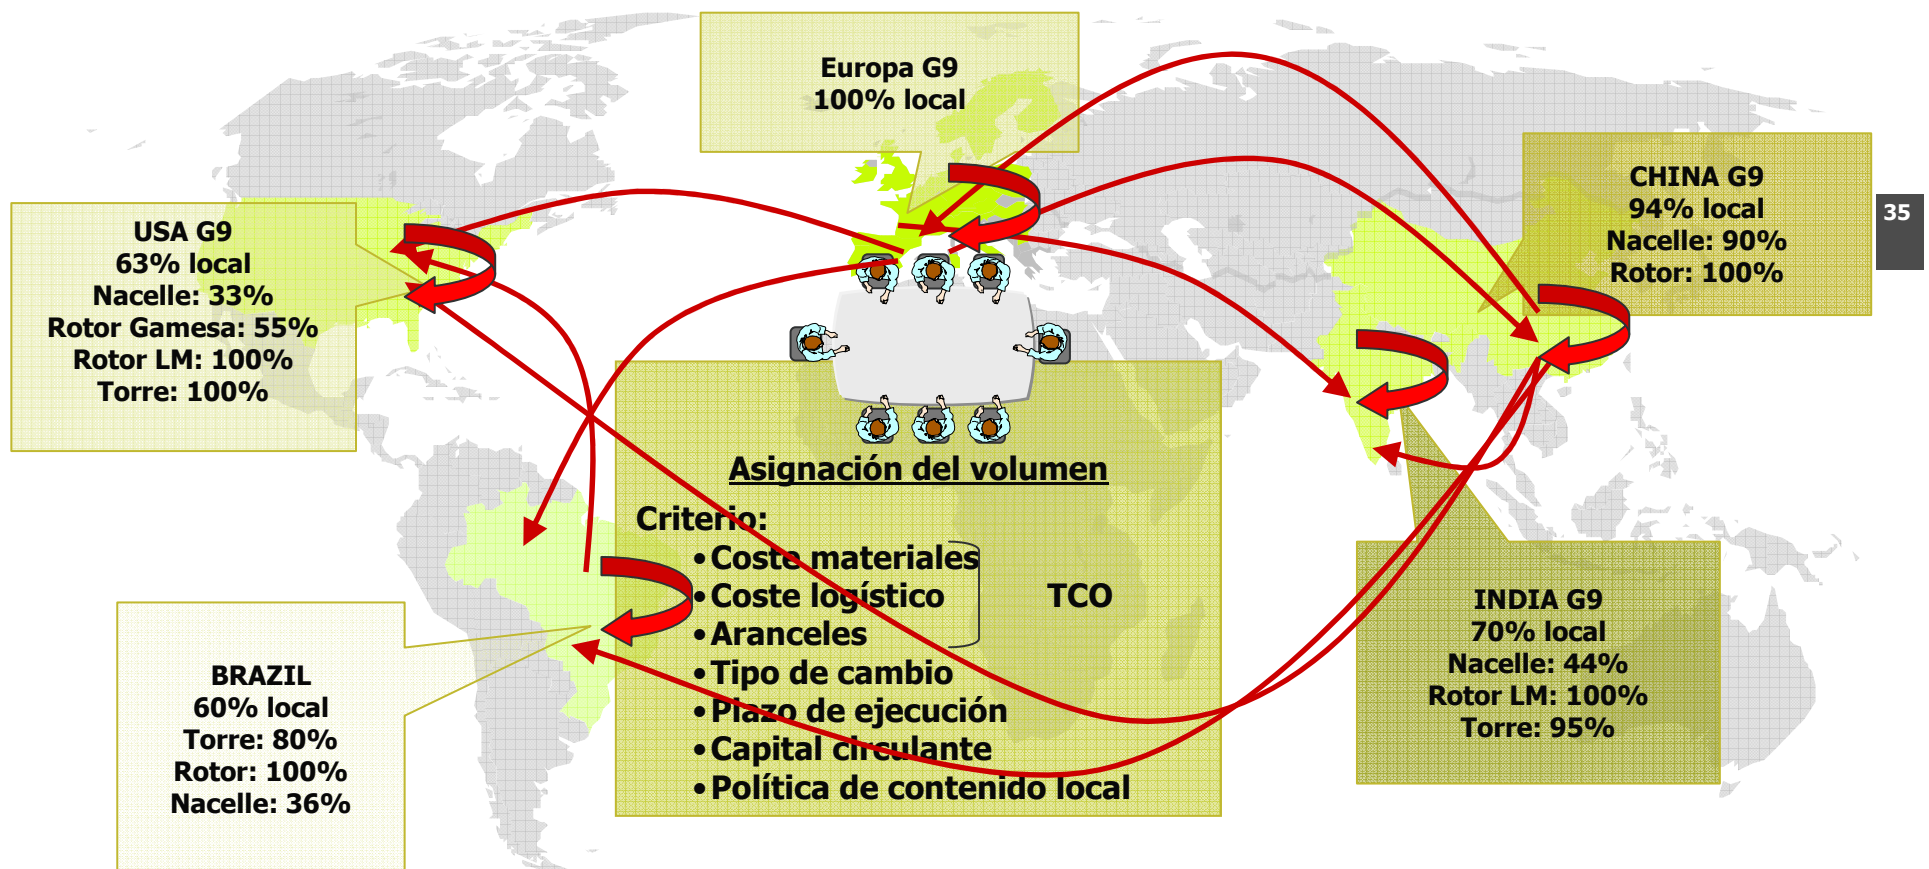 Europa G9
100% local
CHINA G9
94% local
Nacelle: 90%
Rotor: 100%
35
USA G9
63% local
Nacelle: 33%
Rotor Gamesa: 55%
Rotor LM: 100%
Torre: 100%
Asignación del volumen
Criterio:
•Coste materiales
•Coste logístico
TCO
•Aranceles
•Tipo de cambio
•Plazo de ejecución
•Capital circulante
•Política de contenido local
INDIA G9
70% local
Nacelle: 44%
Rotor LM: 100%
Torre: 95%
BRAZIL
60% local
Torre: 80%
Rotor: 100%
Nacelle: 36%